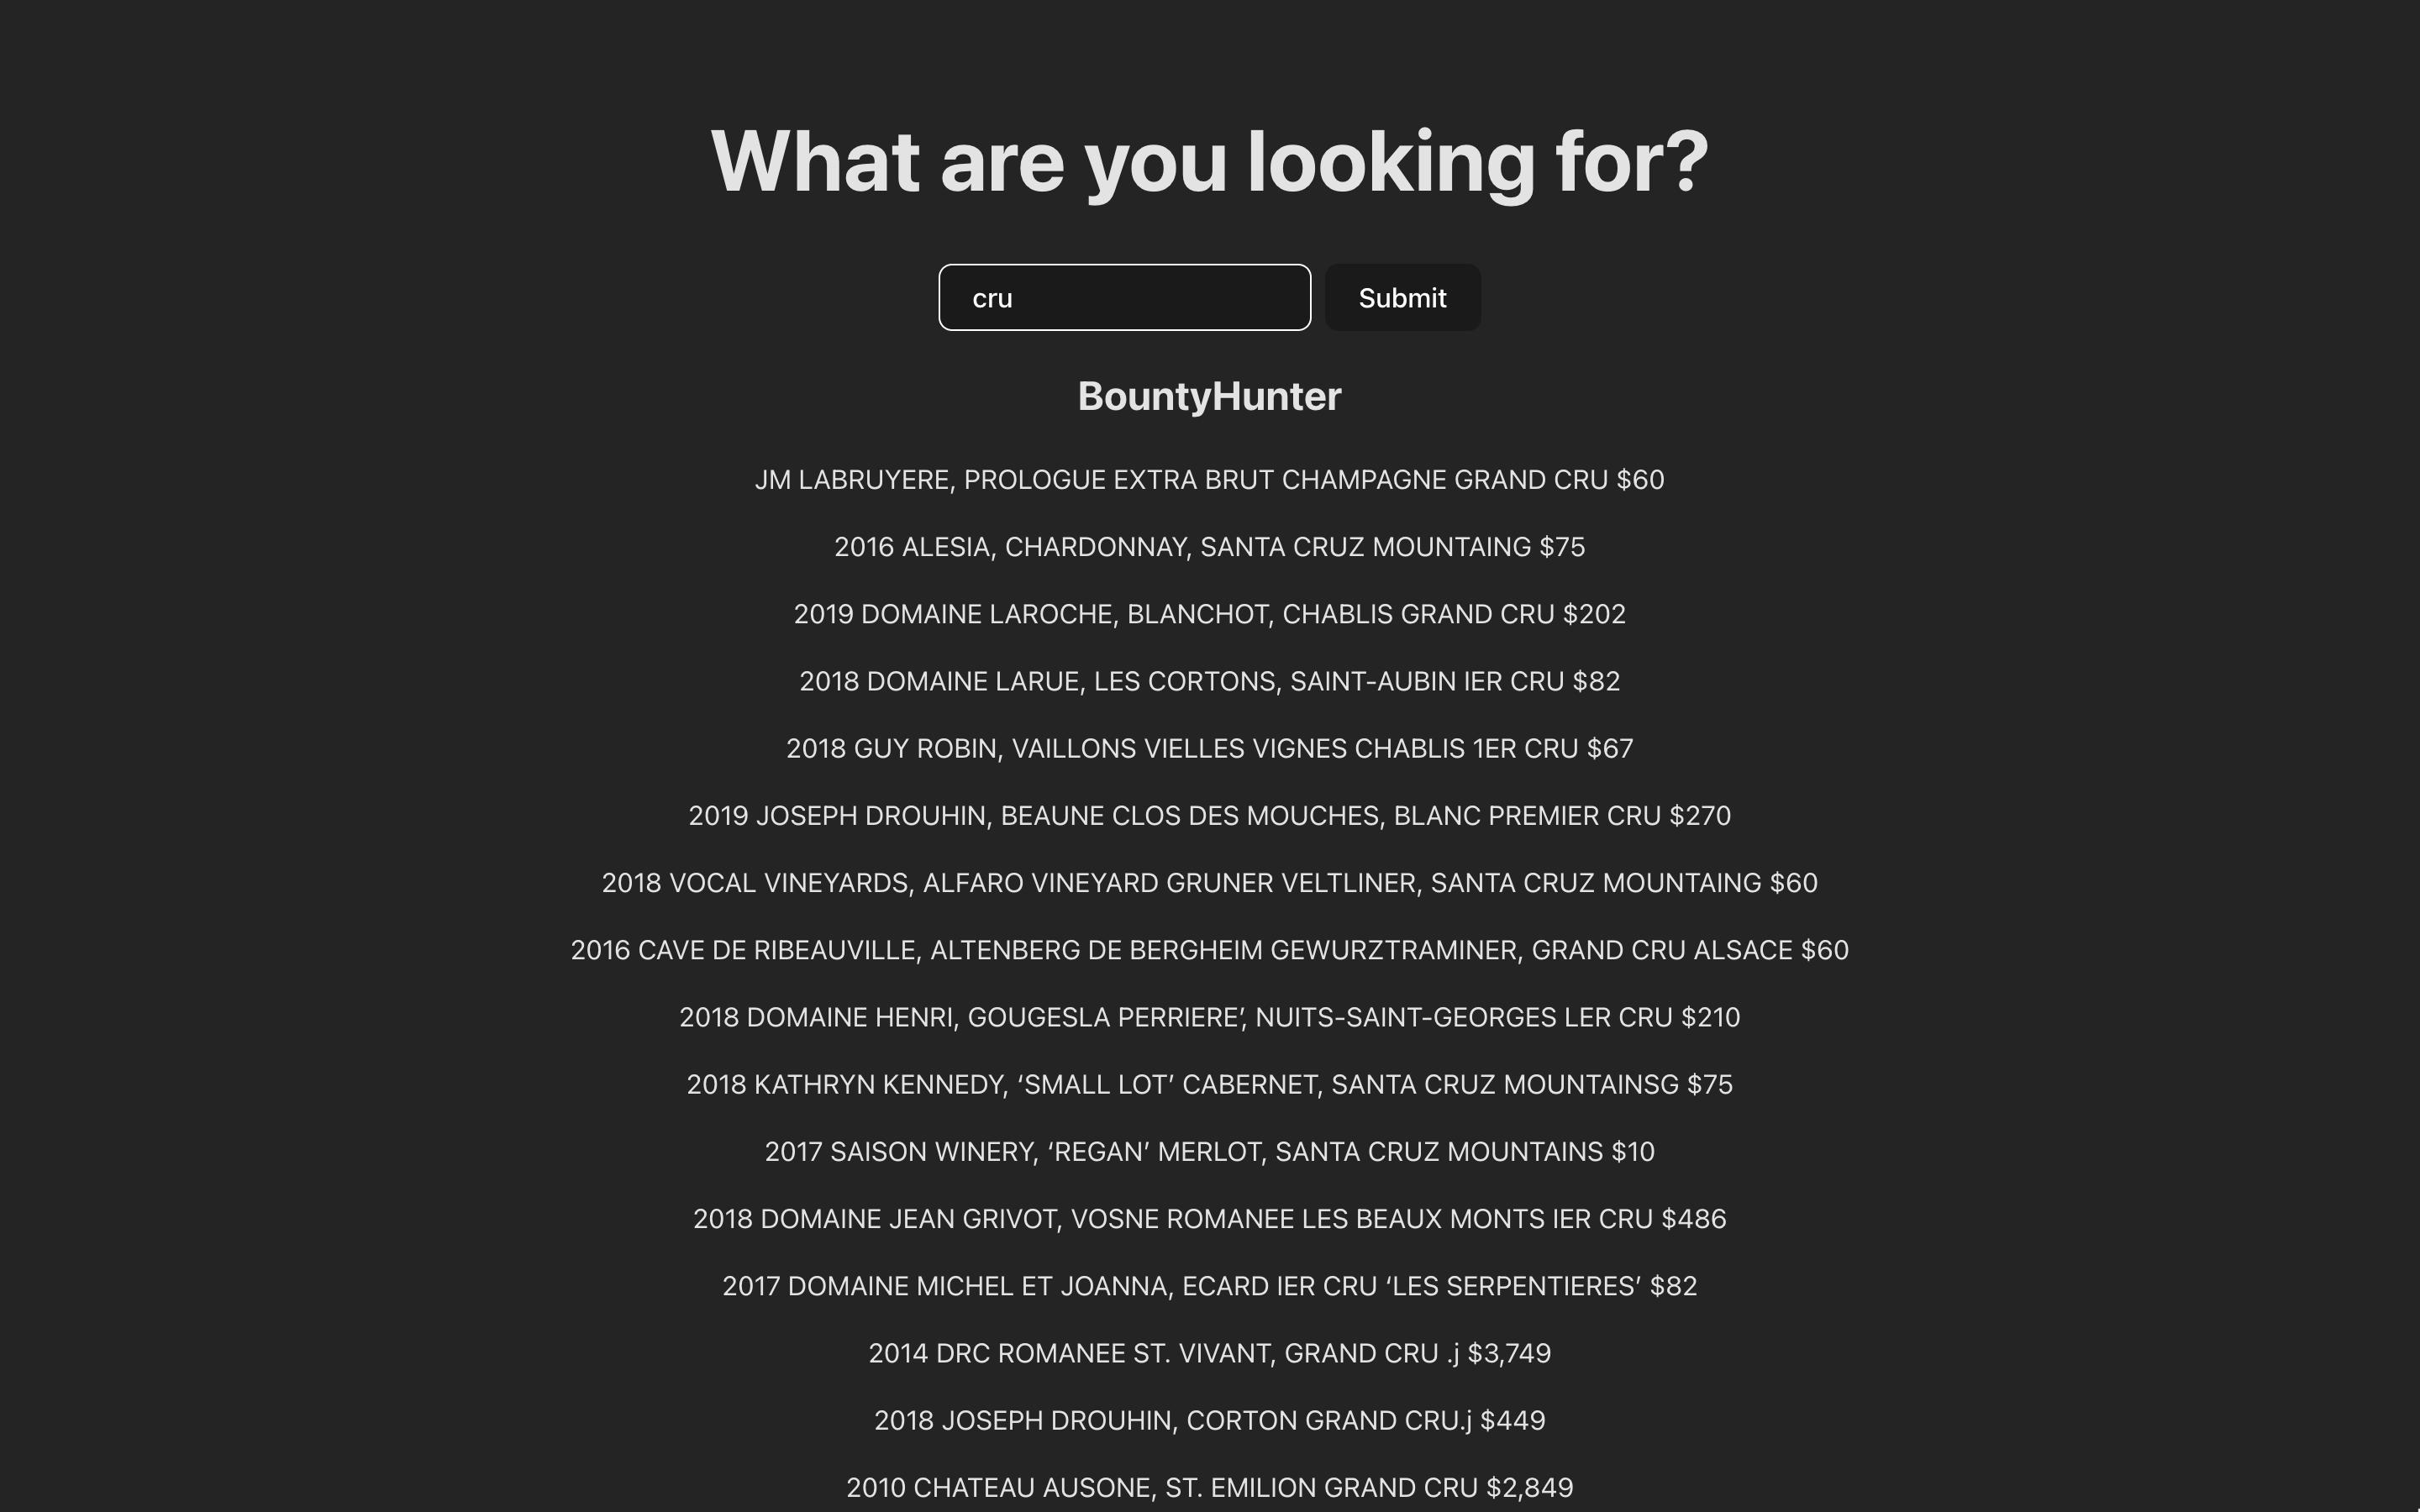 What are you looking for?
cru
Submit
BountyHunter
JM LABRUYERE, PROLOGUE EXTRA BRUT CHAMPAGNE GRAND CRU $60
2016 ALESIA, CHARDONNAY, SANTA CRUZ MOUNTAING $75
2019 DOMAINE LAROCHE, BLANCHOT, CHABLIS GRAND CRU $202
2018 DOMAINE LARUE, LES CORTONS, SAINT-AUBIN IER CRU $82
2018 GUY ROBIN, VAILLONS VIELLES VIGNES CHABLIS 1ER CRU $67
2019 JOSEPH DROUHIN, BEAUNE CLOS DES MOUCHES, BLANC PREMIER CRU $270
2018 VOCAL VINEYARDS, ALFARO VINEYARD GRUNER VELTLINER, SANTA CRUZ MOUNTAING $60
2016 CAVE DE RIBEAUVILLE, ALTENBERG DE BERGHEIM GEWURZTRAMINER, GRAND CRU ALSACE $60
2018 DOMAINE HENRI, GOUGESLA PERRIERE’, NUITS-SAINT-GEORGES LER CRU $210
2018 KATHRYN KENNEDY, ‘SMALL LOT’ CABERNET, SANTA CRUZ MOUNTAINSG $75
2017 SAISON WINERY, ‘REGAN’ MERLOT, SANTA CRUZ MOUNTAINS $10
2018 DOMAINE JEAN GRIVOT, VOSNE ROMANEE LES BEAUX MONTS IER CRU $486
2017 DOMAINE MICHEL ET JOANNA, ECARD IER CRU ‘LES SERPENTIERES’ $82
2014 DRC ROMANEE ST. VIVANT, GRAND CRU .j $3,749
2018 JOSEPH DROUHIN, CORTON GRAND CRU.j $449
2010 CHATEAU AUSONE, ST. EMILION GRAND CRU $2,849